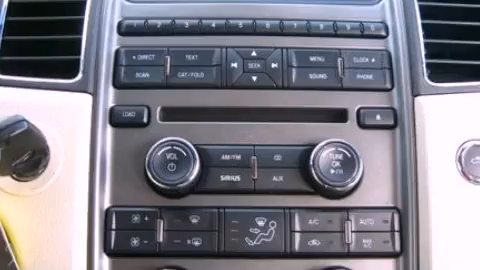 1 2 3 4 5 6 7 8 9 0
DIRECT TEXT MENU CLOCK
SEEK
SCAN CAT/FOLD SOUND PHONE
LOAD
VOL AM/FM CD TUNE
OK
SIRIUS AUX
A/C AUTO
A/C